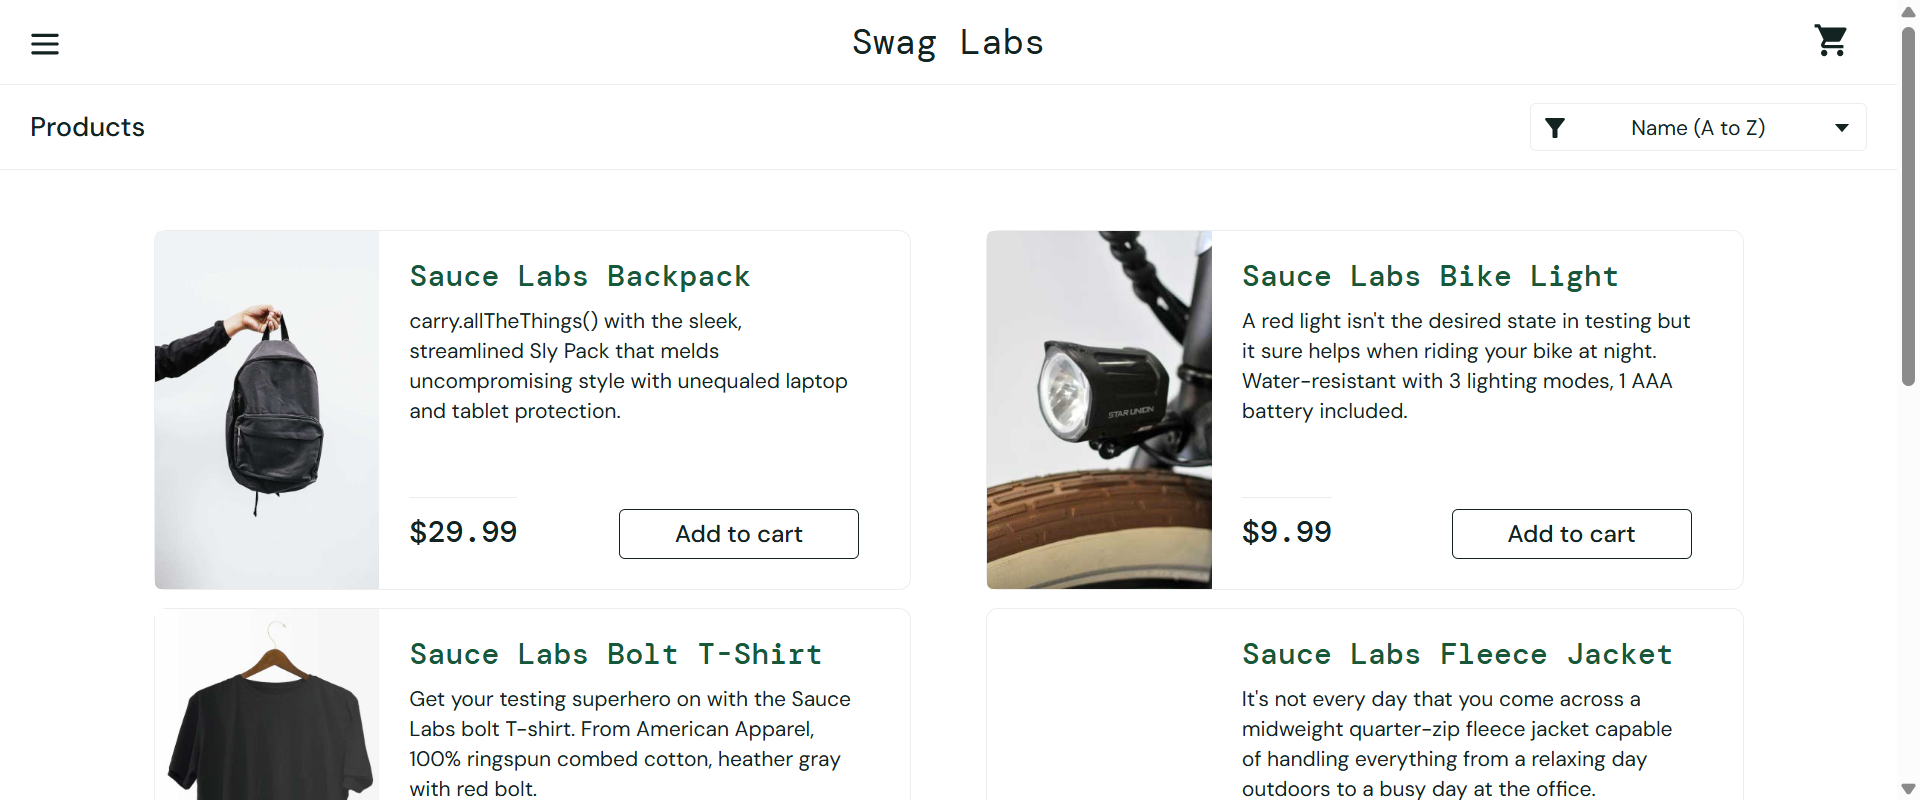 Swag Labs
Products
Name (A to Z)
Sauce Labs Backpack
carry.allTheThings() with the sleek,
streamlined Sly Pack that melds
uncompromising style with unequaled laptop
and tablet protection.
$29.99
Add to cart
Sauce Labs Bike Light
A red light isn't the desired state in testing but
it sure helps when riding your bike at night.
Water-resistant with 3 lighting modes, 1 AAA
battery included.
STAR UNION
$9.99
Add to cart
Sauce Labs Bolt T-Shirt
Get your testing superhero on with the Sauce
Labs bolt T-shirt. From American Apparel,
100% ringspun combed cotton, heather gray
with red bolt.
Sauce Labs Fleece Jacket
It's not every day that you come across a
midweight quarter-zip fleece jacket capable
of handling everything from a relaxing day
outdoors to a busy day at the office.